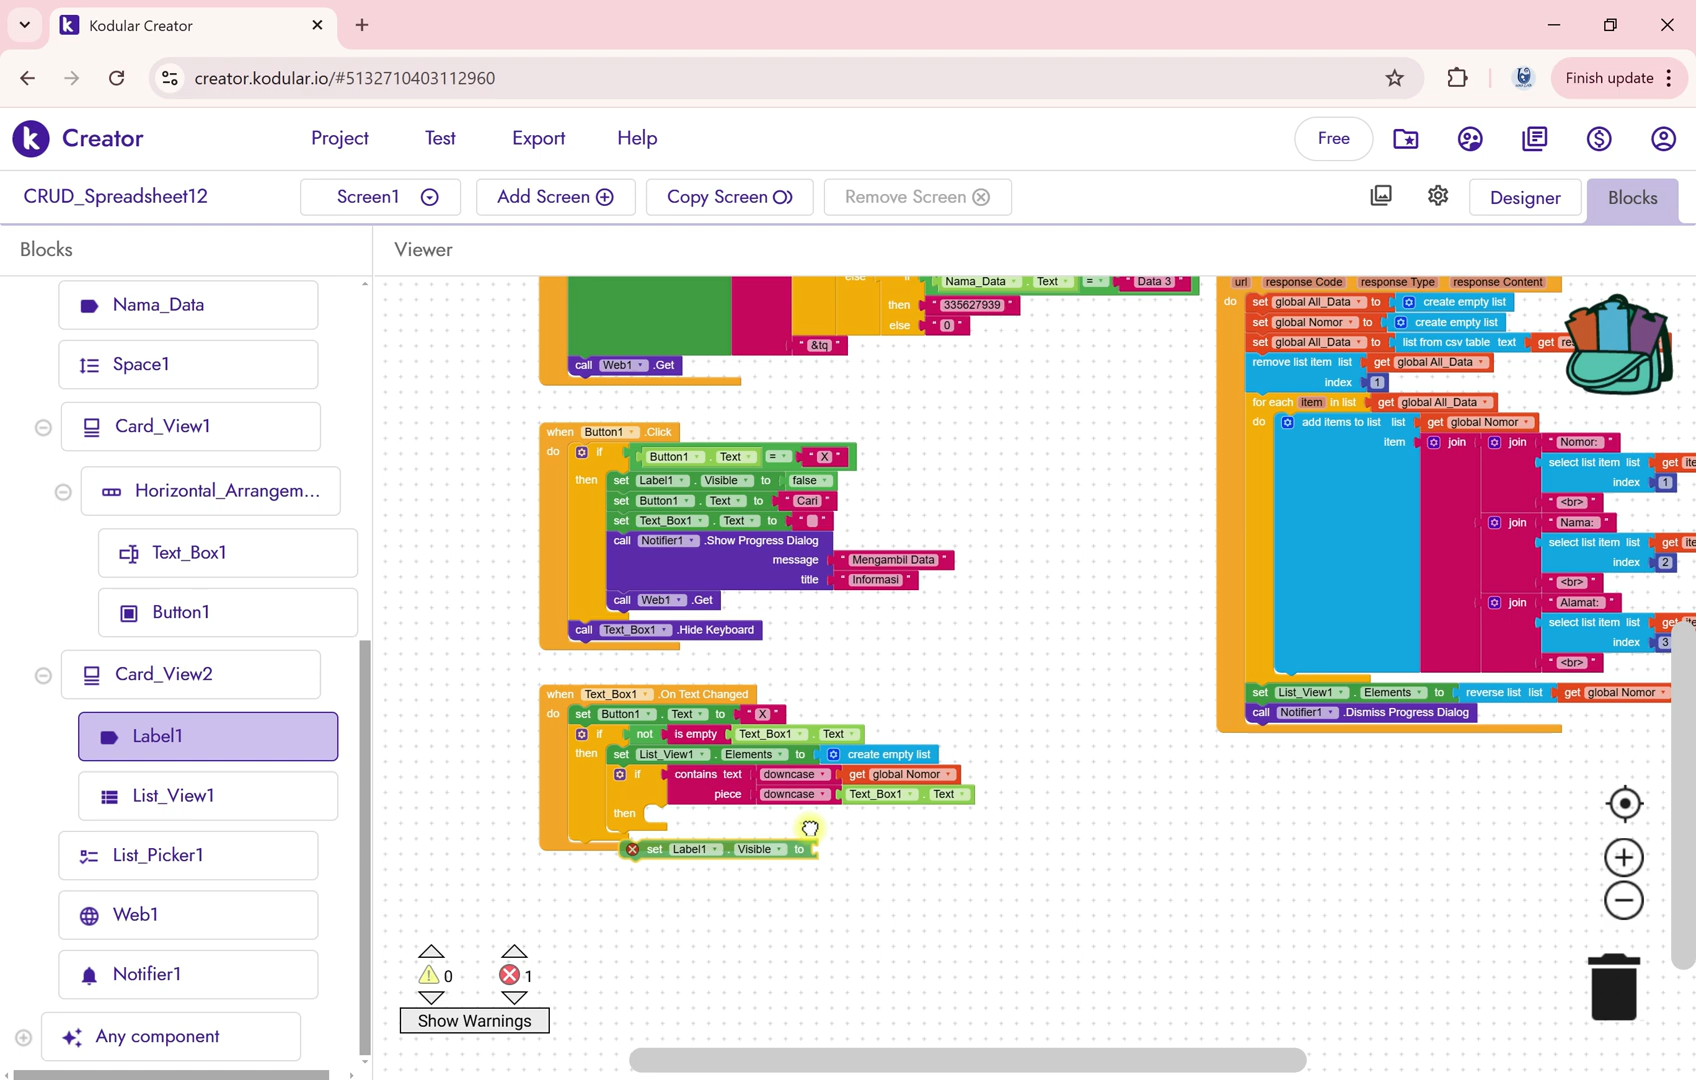 Kodular Creator
creator.kodular.io/#5132710403112960
Finish update
Creator
Project
Test
Export
Help
Free
CRUD_Spreadsheet12
Screen1
Add Screen
Copy Screen
Remove Screen
Designer
Blocks
Blocks
Viewer
Nama_Data
Space1
Card_View1
Horizontal_Arrangem...
Text_Box1
Button1
Card_View2
Label1
List_View1
List_Picker1
Web1
Notifier1
Any component
Nama_Data . Text = " Data 3 "
then " 335627939 "
else " 0 "
" &tq "
call Web1 .Get
when Button1 .Click
do if Button1 . Text = " X "
then set Label1 . Visible to false
set Button1 . Text to " Cari "
set Text_Box1 . Text to " "
call Notifier1 .Show Progress Dialog
message " Mengambil Data "
title " Informasi "
call Web1 .Get
call Text_Box1 .Hide Keyboard
when Text_Box1 .On Text Changed
do set Button1 . Text to " X "
if not is empty Text_Box1 . Text
then set List_View1 . Elements to create empty list
if contains text downcase get global Nomor
piece downcase Text_Box1 . Text
then
set Label1 . Visible to
url response Code response Type response Content
do set global All_Data to create empty list
set global Nomor to create empty list
set global All_Data to list from csv table text get
remove list item list get global All_Data
index 1
for each item in list get global All_Data
do add items to list list get global Nomor
item join join " Nomor: "
select list item list get
index 1
" <br> "
join " Nama: "
select list item list get
index 2
" <br> "
join " Alamat: "
select list item list get
index 3
" <br> "
set List_View1 . Elements to reverse list list get global Nomor
call Notifier1 .Dismiss Progress Dialog
0
1
Show Warnings